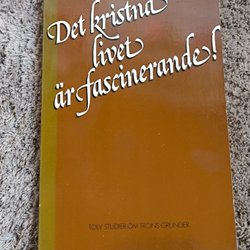 Det kristna
livet
är fascinerande!
TOLV STUDIER OM TRONS GRUNDER